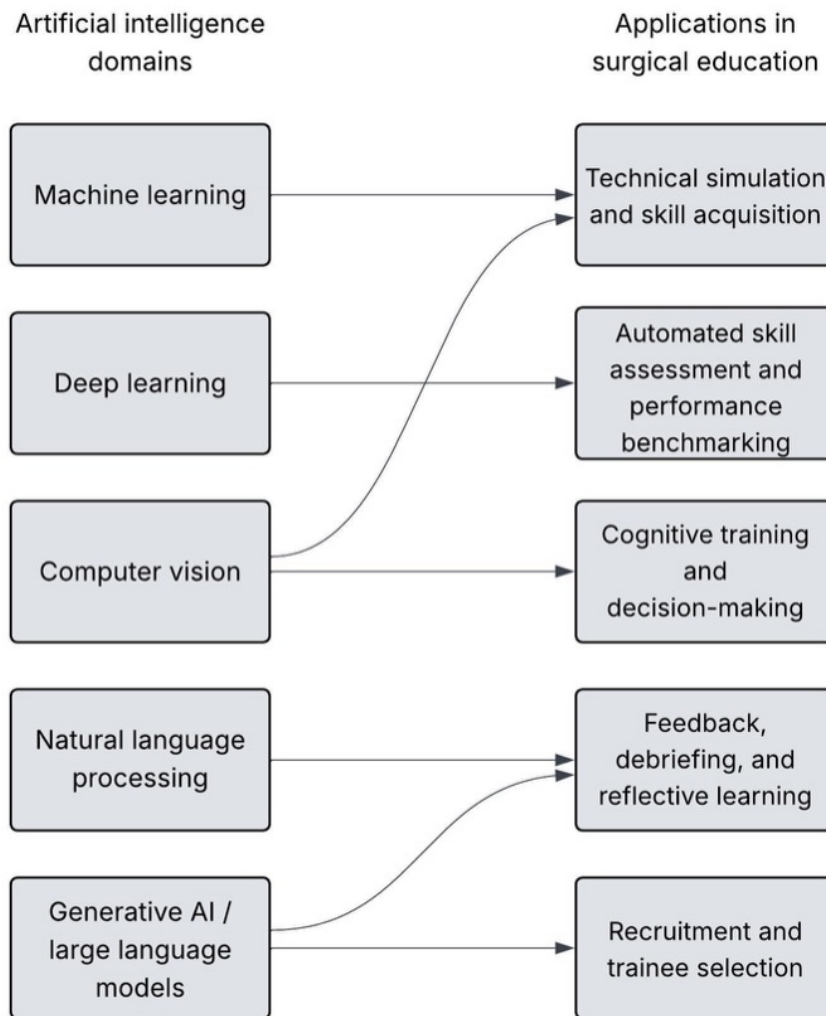 Artificial intelligence
domains
Applications in
surgical education
Machine learning
Technical simulation
and skill acquisition
Deep learning
Automated skill
assessment and
performance
benchmarking
Computer vision
Cognitive training
and
decision-making
Natural language
processing
Feedback,
debriefing, and
reflective learning
Generative AI /
large language
models
Recruitment and
trainee selection